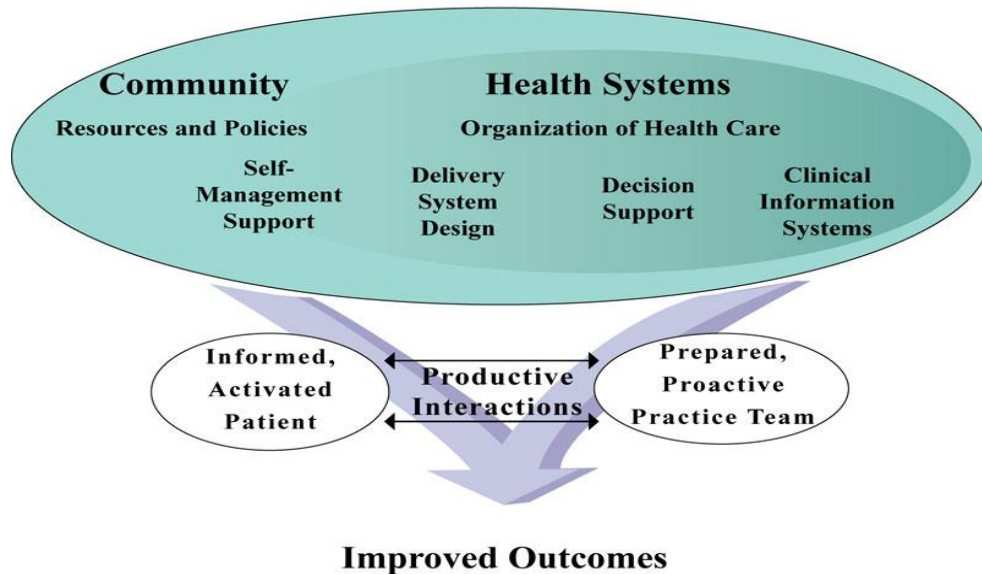 Community
Resources and Policies
Health Systems
Organization of Health Care
Self-
Management
Support
Delivery
System
Design
Decision
Support
Clinical
Information
Systems
Informed,
Activated
Patient
Productive
Interactions
Prepared,
Proactive
Practice Team
Improved Outcomes